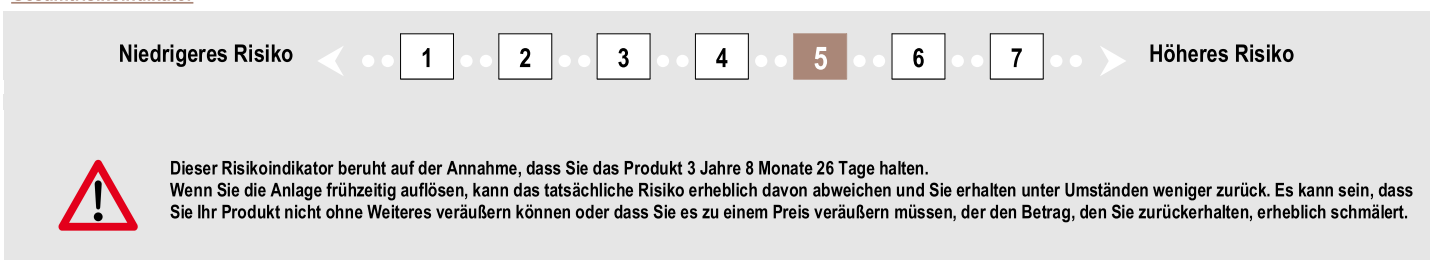 Niedrigeres Risiko 1 2 3 4 5 6 7 Höheres Risiko
Dieser Risikoindikator beruht auf der Annahme, dass Sie das Produkt 3 Jahre 8 Monate 26 Tage halten.
Wenn Sie die Anlage frühzeitig auflösen, kann das tatsächliche Risiko erheblich davon abweichen und Sie erhalten unter Umständen weniger zurück. Es kann sein, dass
Sie Ihr Produkt nicht ohne Weiteres veräußern können oder dass Sie es zu einem Preis veräußern müssen, der den Betrag, den Sie zurückerhalten, erheblich schmälert.